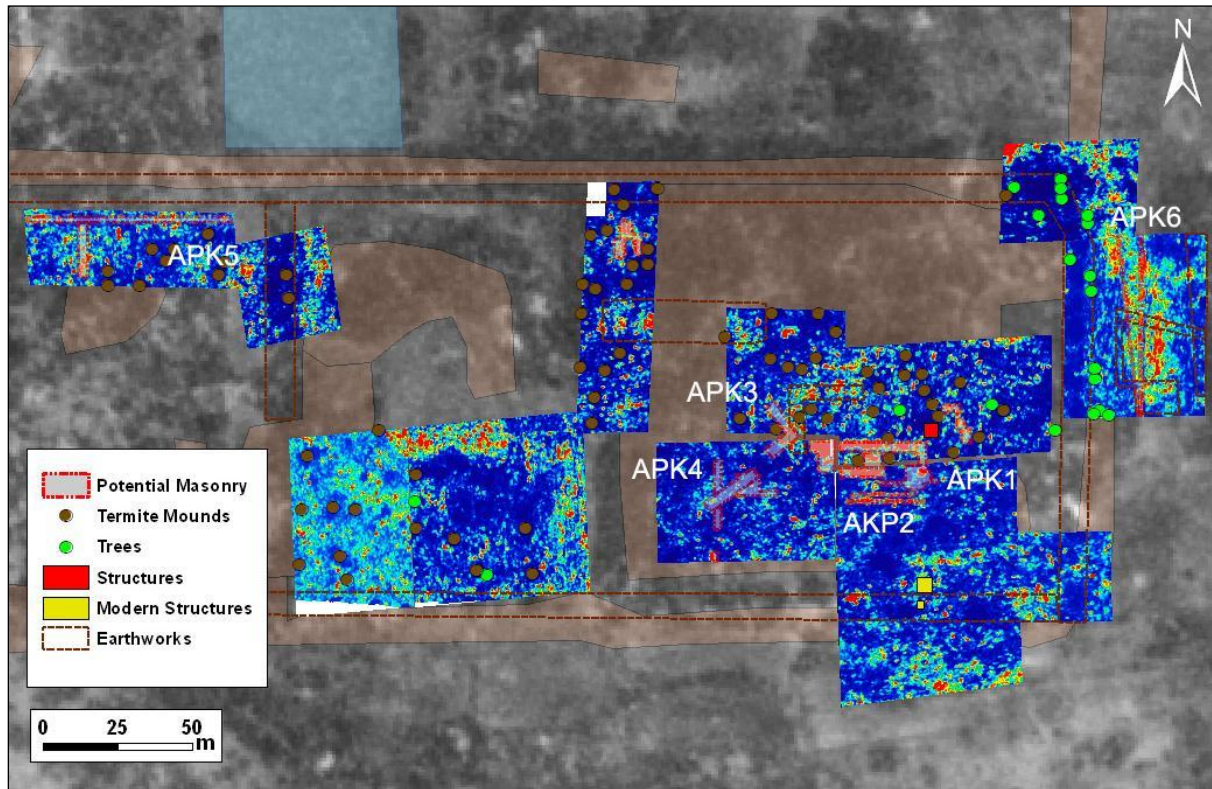 N
APK6
APK5
APK3
APK4
APK1
AKP2
Potential Masonry
Termite Mounds
Trees
Structures
Modern Structures
Earthworks
0 25 50
m